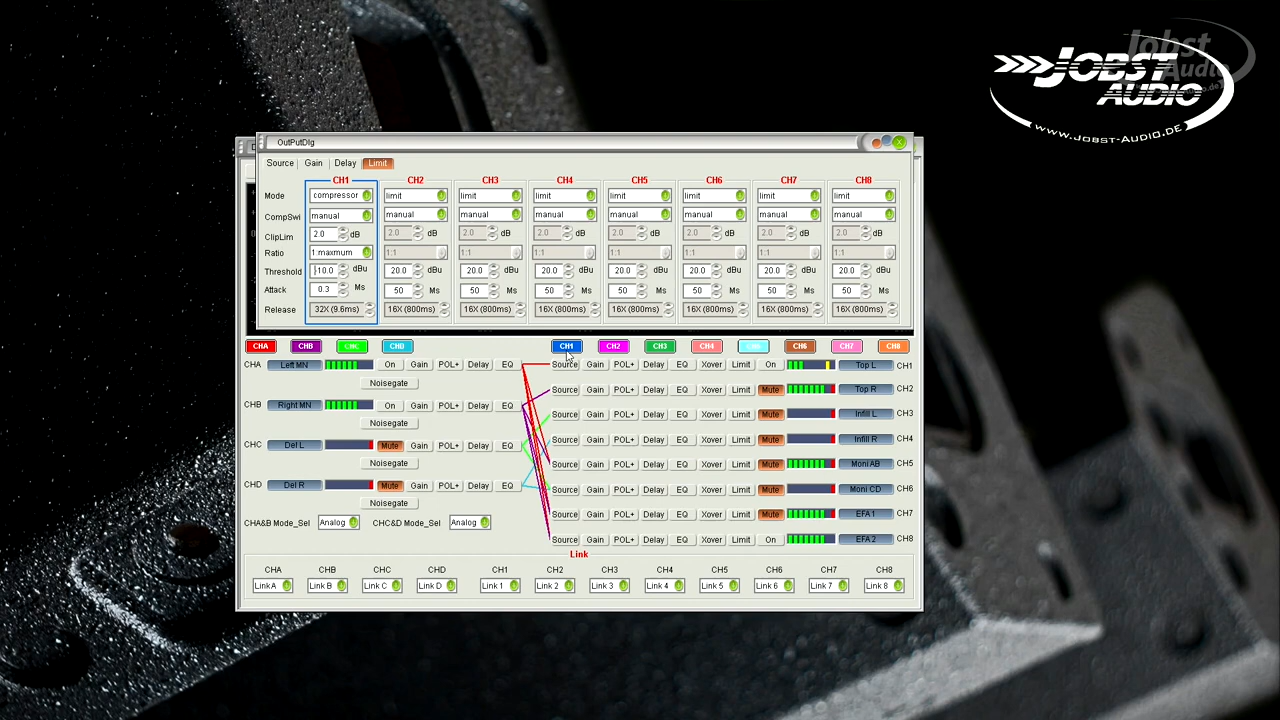 JOBST
AUDIO
www.Jobst-Audio.de
OutPutDlg
Source Gain Delay Limit
CH1 CH2 CH3 CH4 CH5 CH6 CH7 CH8
Mode compressor limit limit limit limit limit limit limit
CompSwi manual manual manual manual manual manual manual manual
ClipLim 2.0 dB 2.0 dB 2.0 dB 2.0 dB 2.0 dB 2.0 dB 2.0 dB 2.0 dB
Ratio 1:maxmum 1:1 1:1 1:1 1:1 1:1 1:1 1:1
Threshold -10.0 dBu 20.0 dBu 20.0 dBu 20.0 dBu 20.0 dBu 20.0 dBu 20.0 dBu 20.0 dBu
Attack 0.3 Ms 50 Ms 50 Ms 50 Ms 50 Ms 50 Ms 50 Ms 50 Ms
Release 32X (9.6ms) 16X (800ms) 16X (800ms) 16X (800ms) 16X (800ms) 16X (800ms) 16X (800ms) 16X (800ms)
CHA CHB CHC CHD CH1 CH2 CH3 CH4 CH6 CH7 CH8
CHA Left MN On Gain POL+ Delay EQ Source Gain POL+ Delay EQ Xover Limit On Top L CH1
Noisegate
Source Gain POL+ Delay EQ Xover Limit Mute Top R CH2
CHB Right MN On Gain POL+ Delay EQ
Source Gain POL+ Delay EQ Xover Limit Mute Infill L CH3
Noisegate
Source Gain POL+ Delay EQ Xover Limit Mute Infill R CH4
CHC Del L Mute Gain POL+ Delay EQ
Noisegate
Source Gain POL+ Delay EQ Xover Limit Mute Moni AB CH5
CHD Del R Mute Gain POL+ Delay EQ Source Gain POL+ Delay EQ Xover Limit Mute Moni CD CH6
Noisegate
Source Gain POL+ Delay EQ Xover Limit Mute EFA 1 CH7
CHA&B Mode_Sel Analog CHC&D Mode_Sel Analog
Source Gain POL+ Delay EQ Xover Limit On EFA 2 CH8
Link
CHA CHB CHC CHD CH1 CH2 CH3 CH4 CH5 CH6 CH7 CH8
Link A Link B Link C Link D Link 1 Link 2 Link 3 Link 4 Link 5 Link 6 Link 7 Link 8